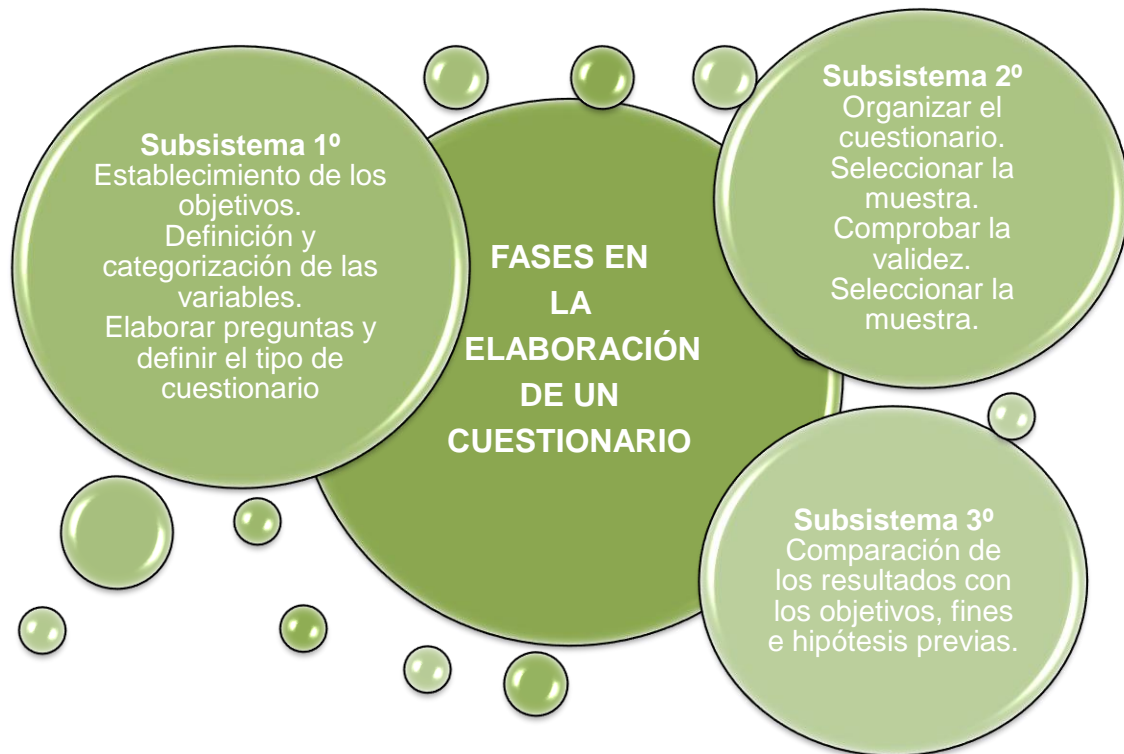 Subsistema 1º
Establecimiento de los
objetivos.
Definición y
categorización de las
variables.
Elaborar preguntas y
definir el tipo de
cuestionario
FASES EN
LA
ELABORACIÓN
DE UN
CUESTIONARIO
Subsistema 2º
Organizar el
cuestionario.
Seleccionar la
muestra.
Comprobar la
validez.
Seleccionar la
muestra.
Subsistema 3º
Comparación de
los resultados con
los objetivos, fines
e hipótesis previas.